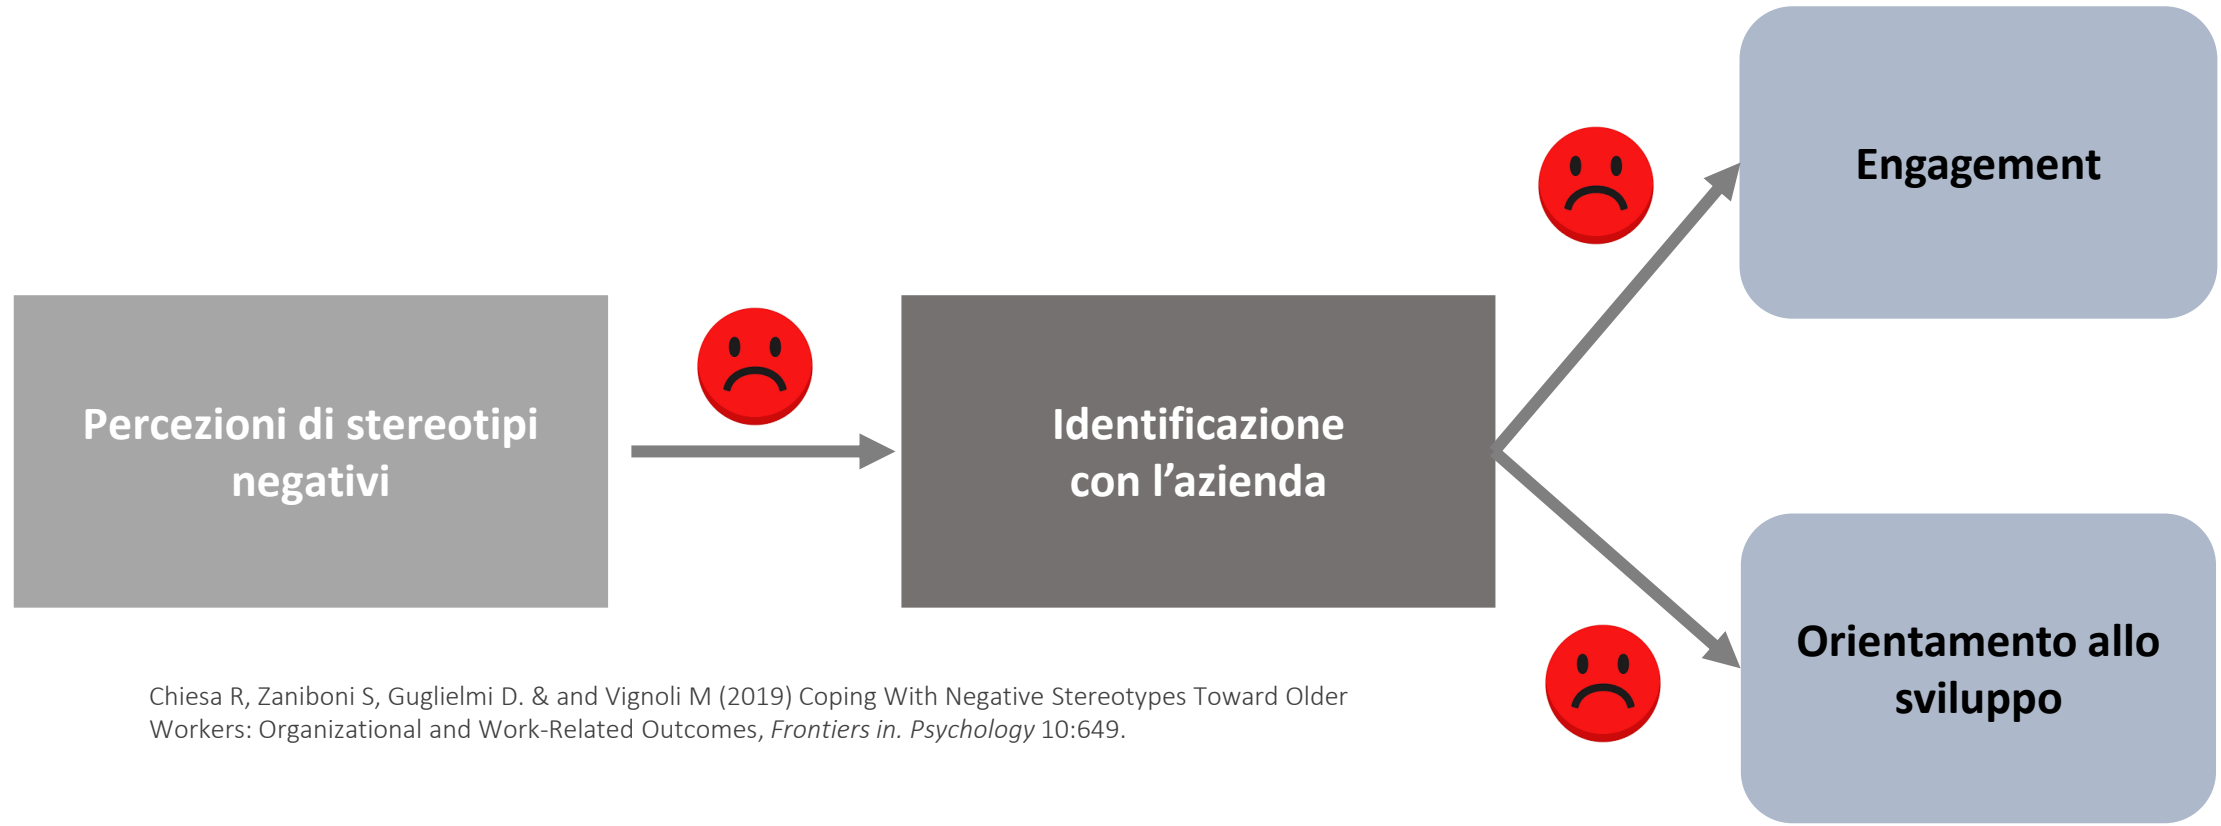 Engagement
Percezioni di stereotipi
negativi
Identificazione
con l’azienda
Orientamento allo
sviluppo
Chiesa R, Zaniboni S, Guglielmi D. & and Vignoli M (2019) Coping With Negative Stereotypes Toward Older
Workers: Organizational and Work-Related Outcomes, Frontiers in. Psychology 10:649.